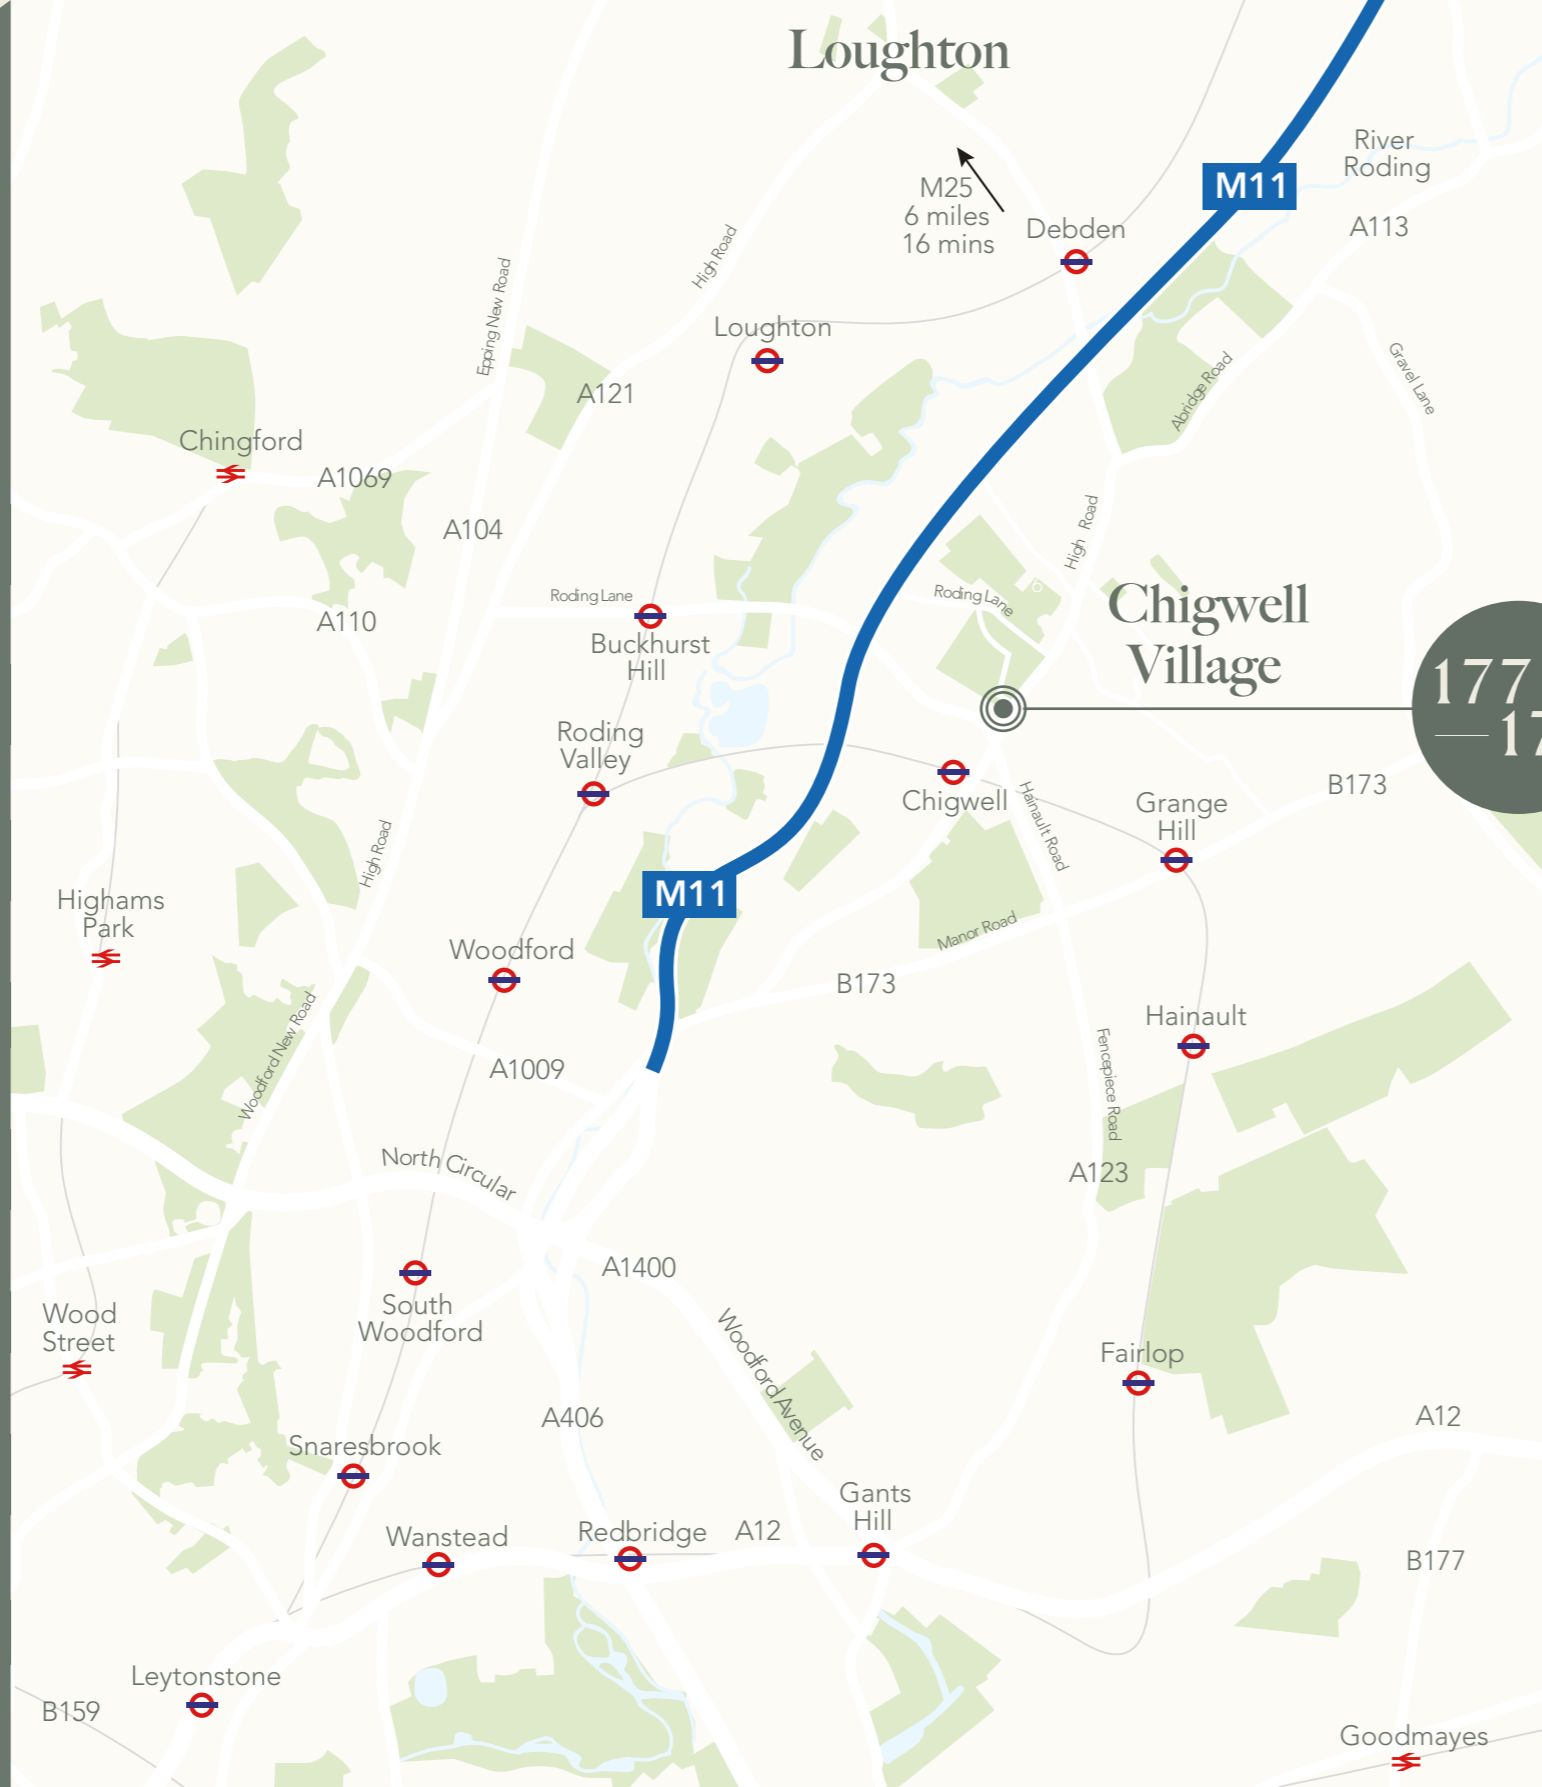 Loughton
M11
River
Roding
M25
6 miles
16 mins
Debden
A113
High Road
Epping New Road
Loughton
Abridge Road
Gravel Lane
A121
Chingford
A1069
A104
High Road
Roding Lane
Roding Lane
A110
Buckhurst
Hill
Chigwell
Village
177
—17
Roding
Valley
Chigwell
Hainault Road
Grange
Hill
B173
High Road
M11
Highams
Park
Woodford
Manor Road
B173
Woodford New Road
Hainault
A1009
Fencepiece Road
North Circular
A123
A1400
Wood
Street
South
Woodford
Woodford Avenue
Fairlop
A406
A12
Snaresbrook
Gants
Hill
Wanstead
Redbridge
A12
B177
Leytonstone
B159
Goodmayes